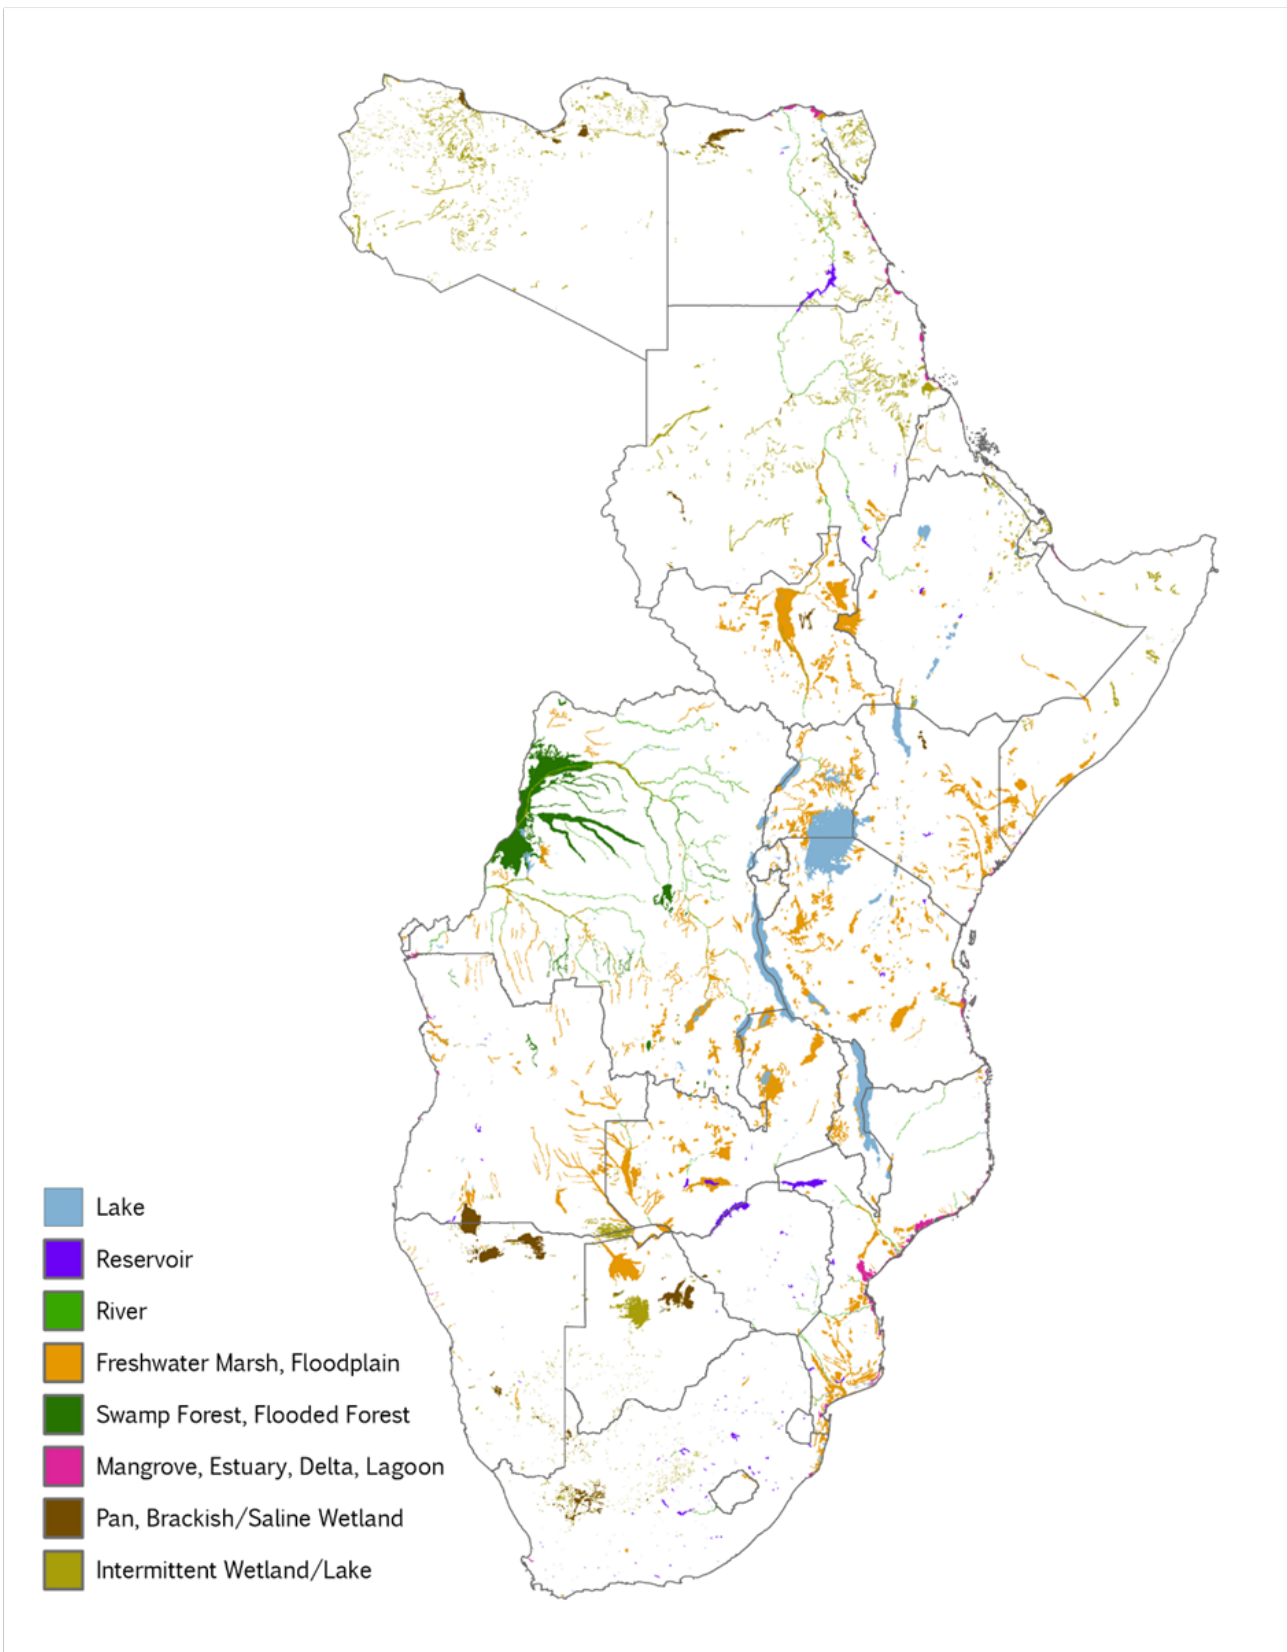 Lake
Reservoir
River
Freshwater Marsh, Floodplain
Swamp Forest, Flooded Forest
Mangrove, Estuary, Delta, Lagoon
Pan, Brackish/Saline Wetland
Intermittent Wetland/Lake